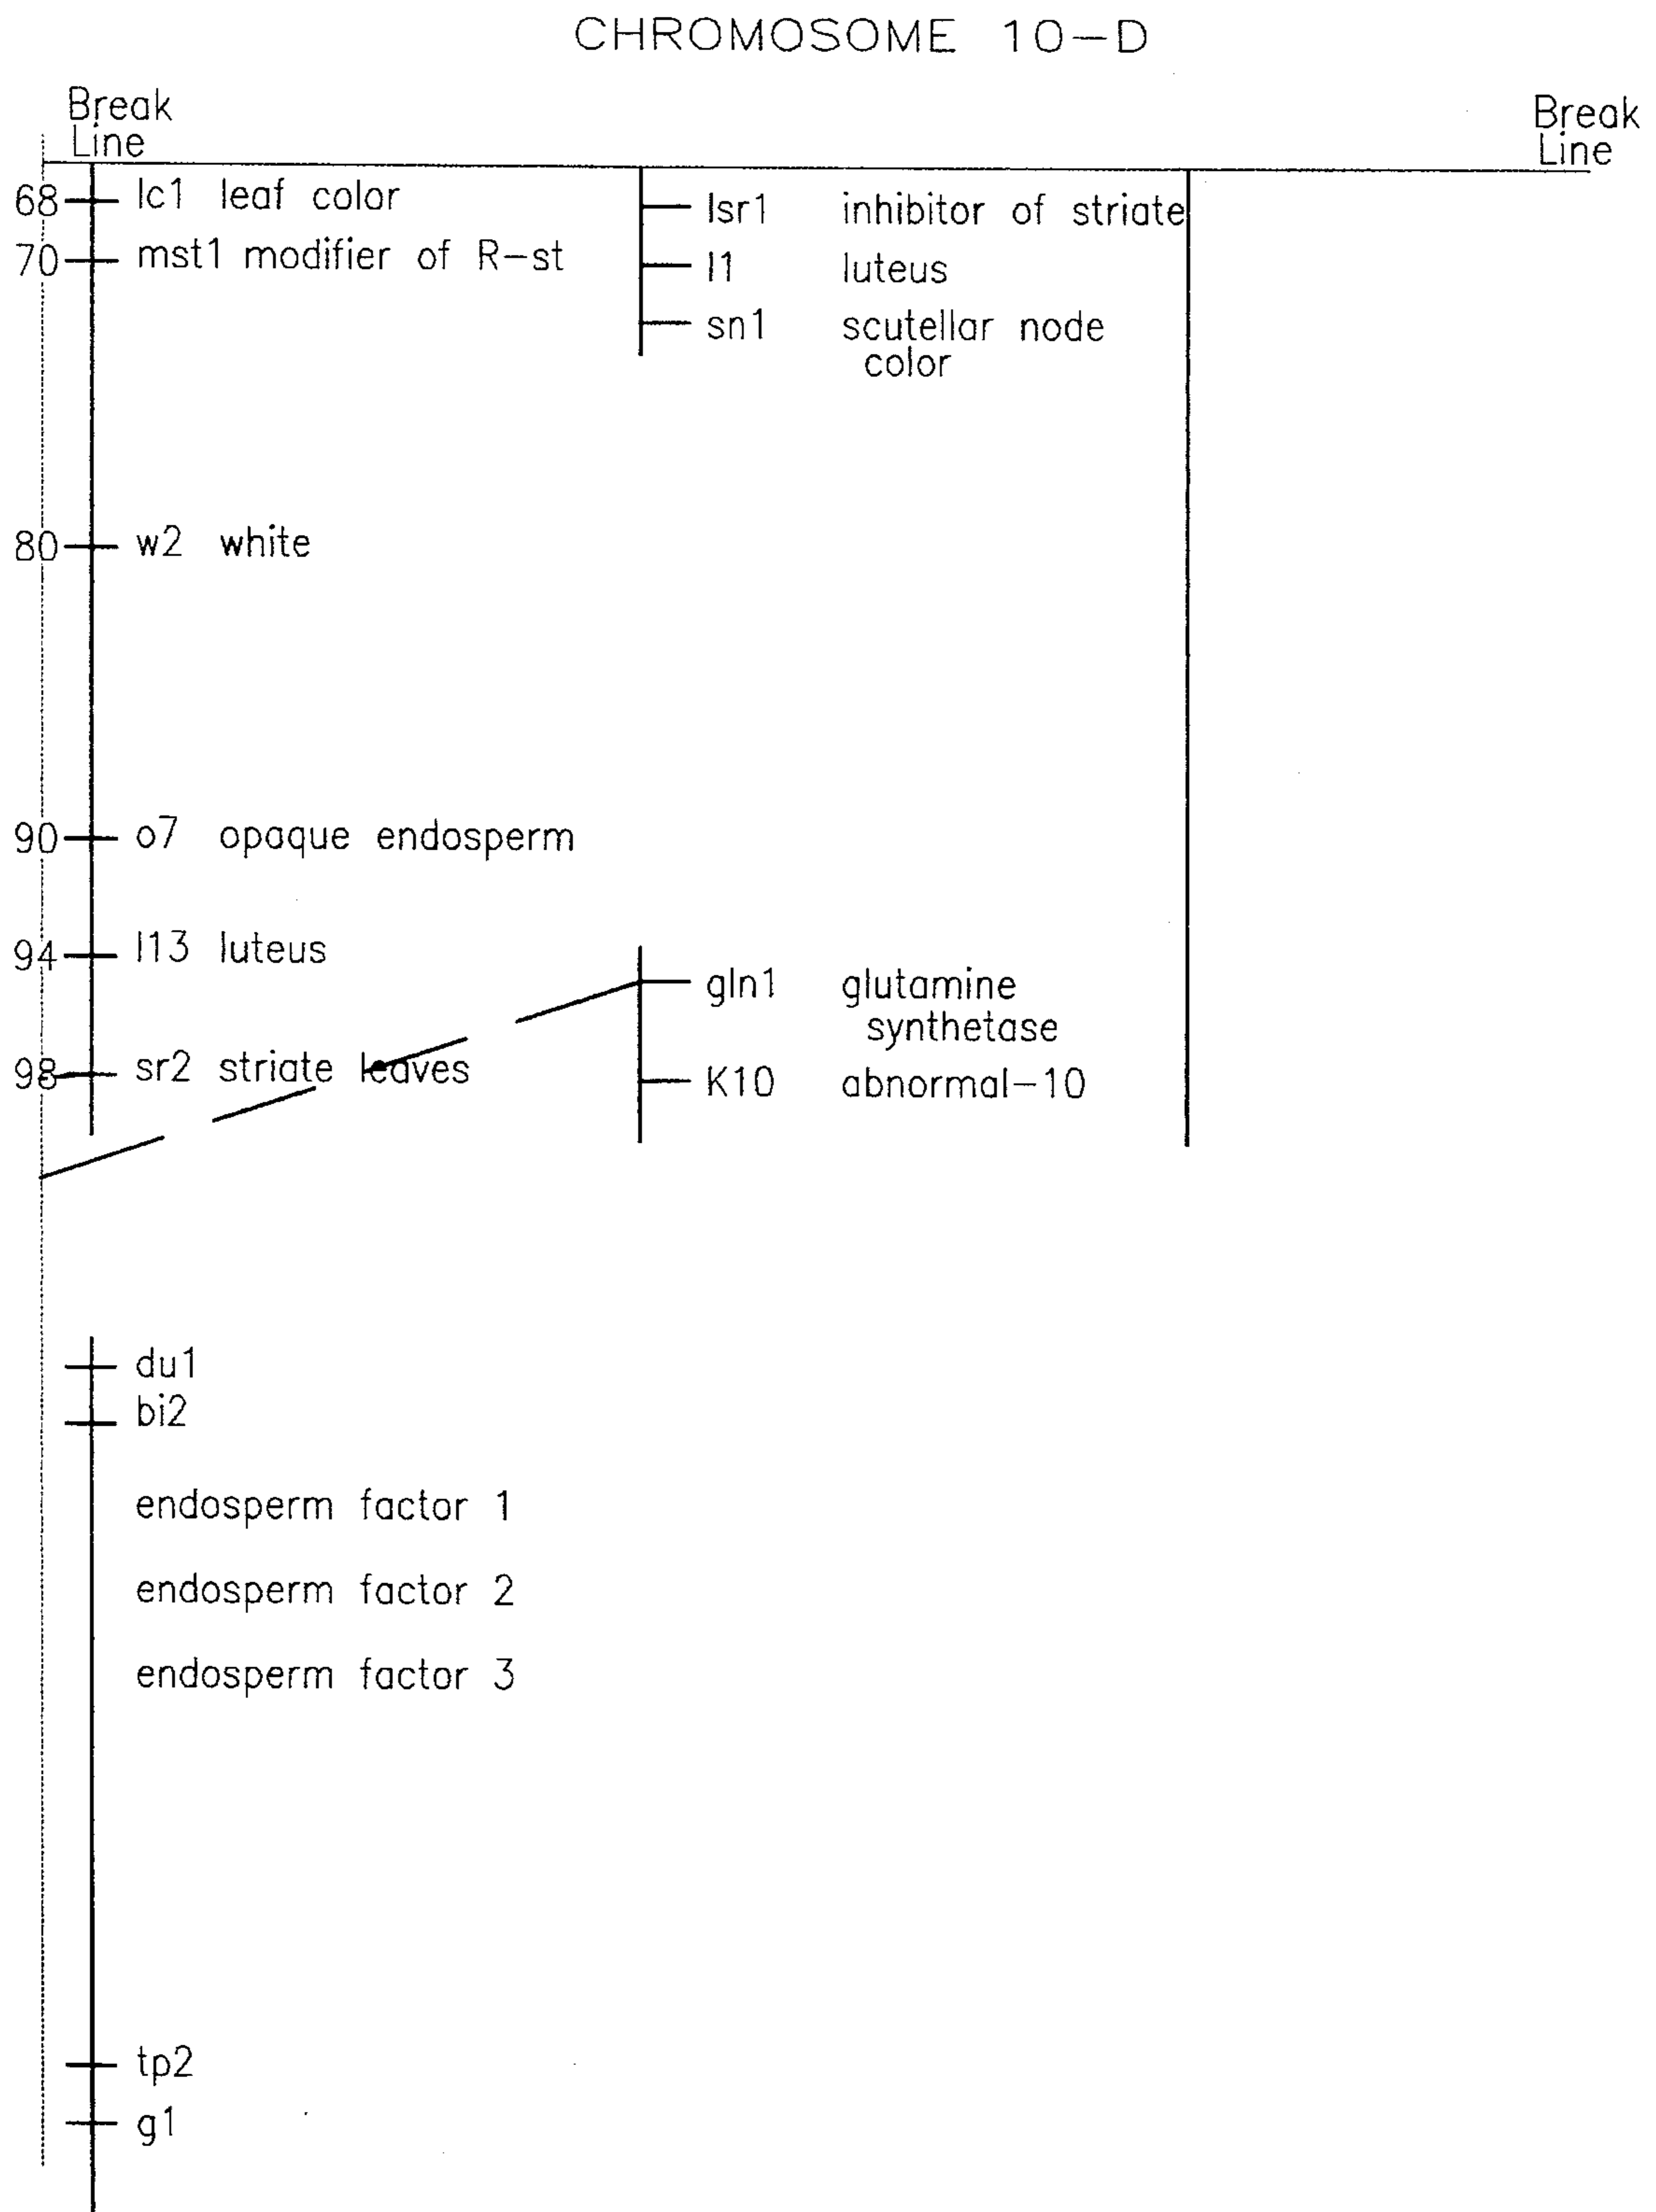 CHROMOSOME 10-D
Break
Line
Break
Line
68 lc1 leaf color
Isr1 inhibitor of striate
70 mst1 modifier of R-st
l1 luteus
sn1 scutellar node
color
80 w2 white
90 o7 opaque endosperm
94 l13 luteus
gln1 glutamine
synthetase
98 sr2 striate leaves
K10 abnormal-10
du1
bi2
endosperm factor 1
endosperm factor 2
endosperm factor 3
tp2
g1